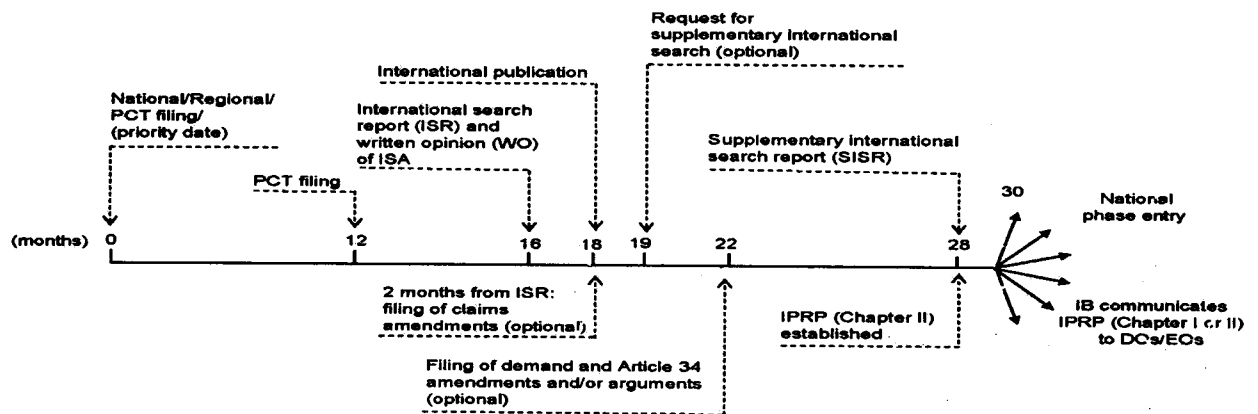 Request for
supplementary international
search (optional)
International publication
National/Regional/
PCT filing/
(priority date)
International search
report (ISR) and
written opinion (WO)
of ISA
Supplementary international
search report (SISR)
PCT filing
30
National
phase entry
(months)
0
12
16
18
19
22
28
2 months from ISR:
filing of claims
amendments (optional)
IPRP (Chapter II)
established
IB communicates
IPRP (Chapter I or II)
to DOs/EOs
Filing of demand and Article 34
amendments and/or arguments
(optional)